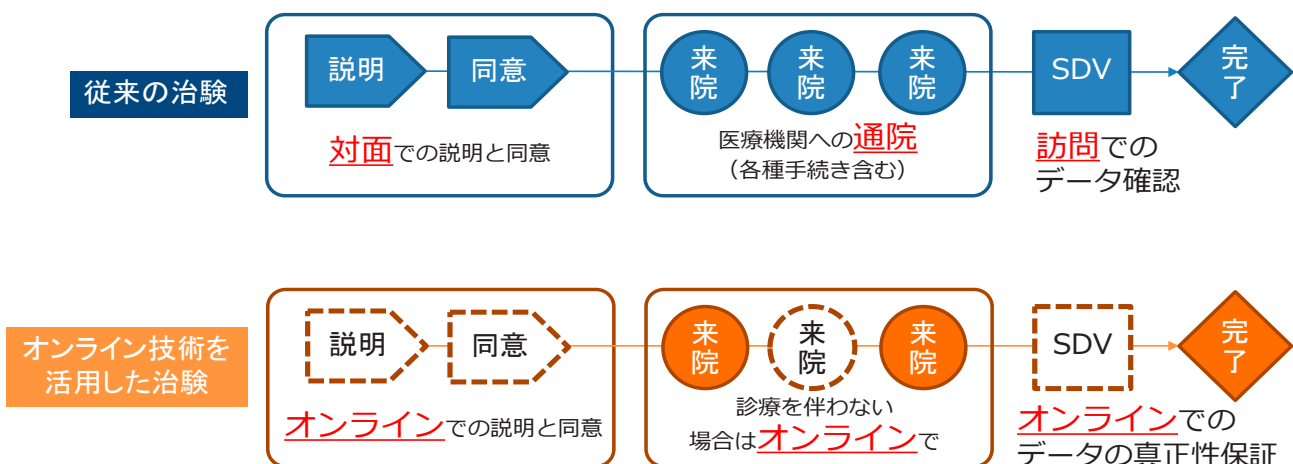 従来の治験
説明
同意
対面での説明と同意
来院
来院
来院
医療機関への通院
（各種手続き含む）
SDV
訪問での
データ確認
完了
オンライン技術を
活用した治験
説明
同意
オンラインでの説明と同意
来院
来院
来院
診療を伴わない
場合はオンラインで
SDV
オンラインでの
データの真正性保証
完了